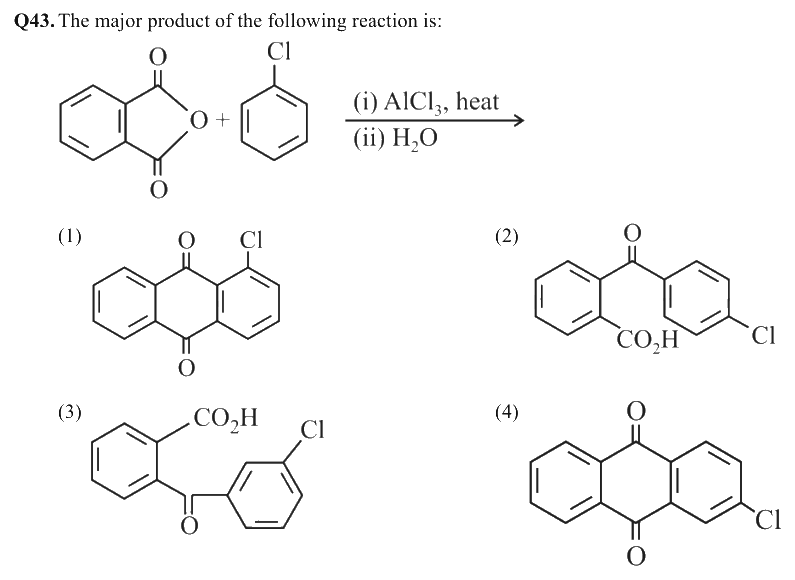 Q43. The major product of the following reaction is:
O
Cl
O +
O
(i) AlCl₃, heat
(ii) H₂O
(1)
O
Cl
O
(2)
O
CO₂H
Cl
(3)
CO₂H
Cl
O
(4)
O
Cl
O